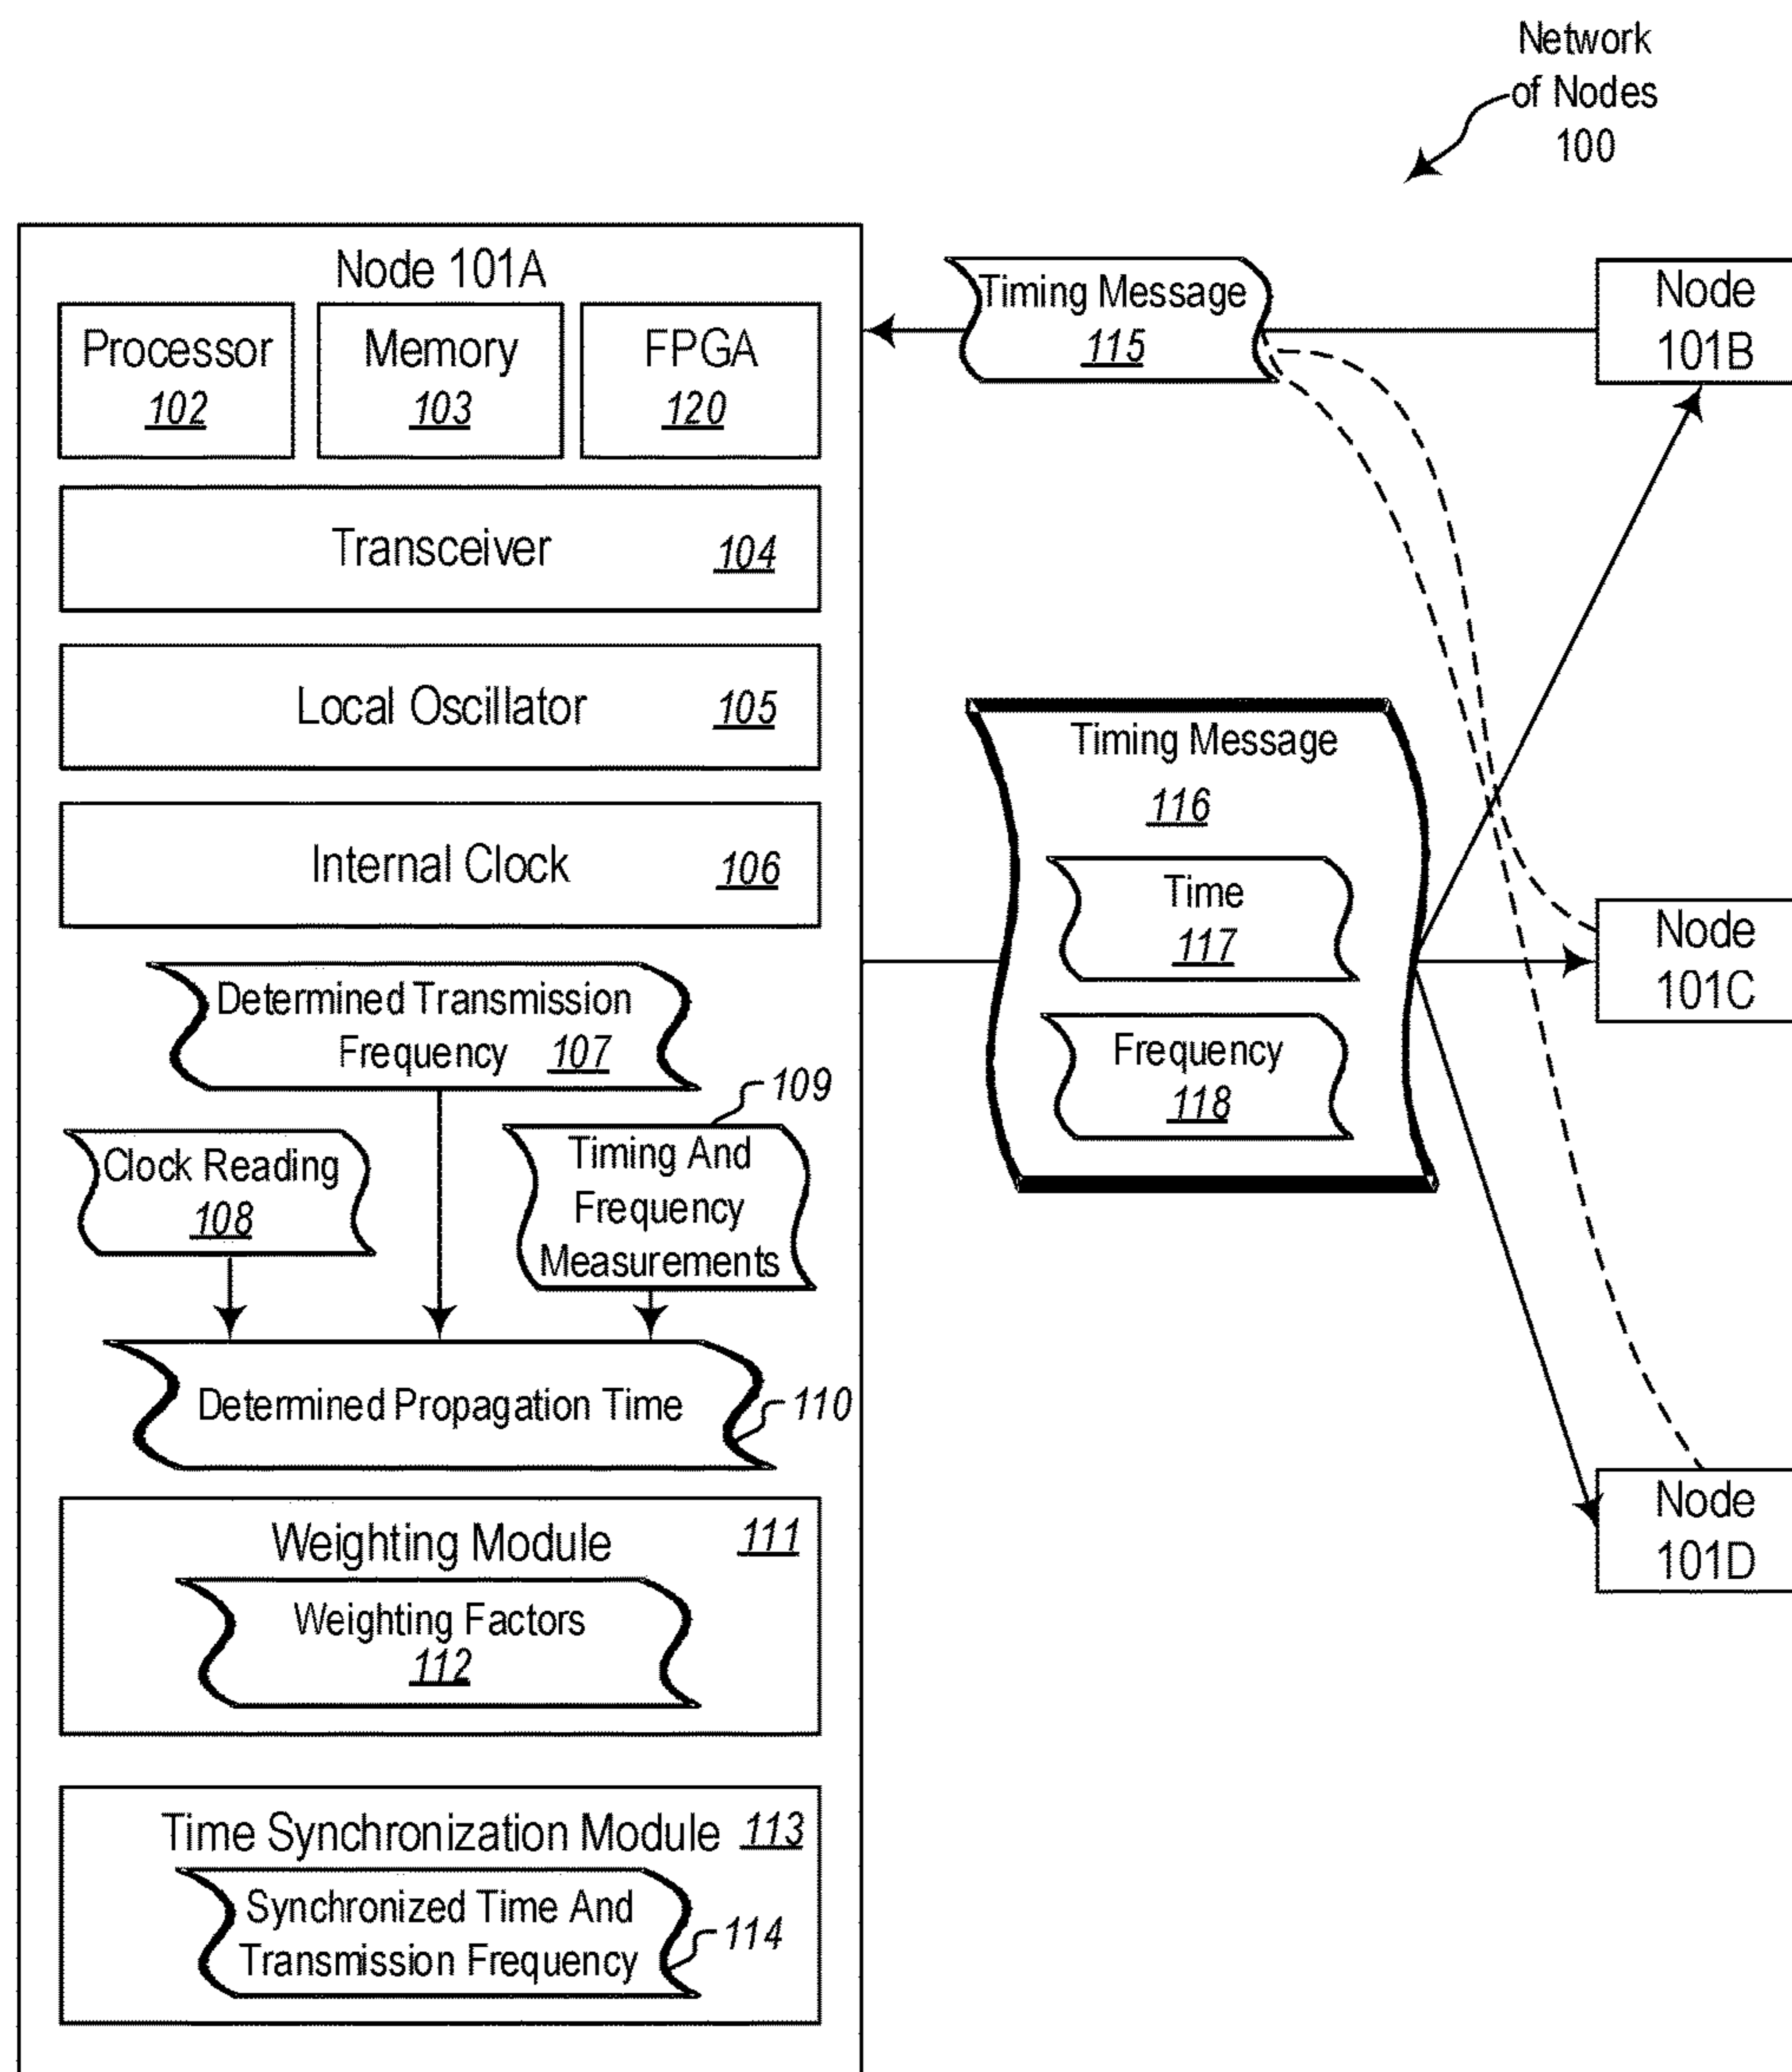 Network
of Nodes
100
Node 101A
Processor
102
Memory
103
FPGA
120
Transceiver 104
Local Oscillator 105
Internal Clock 106
Determined Transmission
Frequency 107
109
Clock Reading
108
Timing And
Frequency
Measurements
Determined Propagation Time
110
Weighting Module 111
Weighting Factors
112
Time Synchronization Module 113
Synchronized Time And
Transmission Frequency
114
Timing Message
115
Timing Message
116
Time
117
Frequency
118
Node
101B
Node
101C
Node
101D